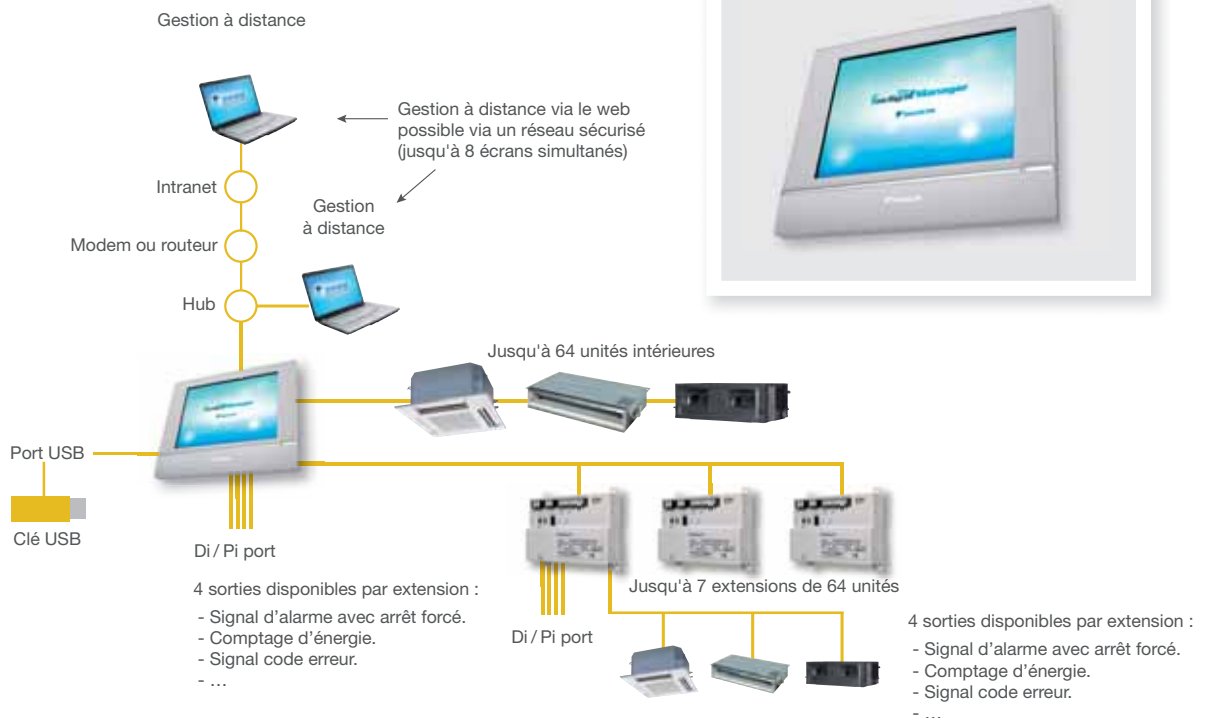 Gestion à distance
Gestion à distance via le web
possible via un réseau sécurisé
(jusqu'à 8 écrans simultanés)
Intranet
Gestion
à distance
Modem ou routeur
Hub
Jusqu'à 64 unités intérieures
Port USB
Clé USB
Di / Pi port
4 sorties disponibles par extension :
- Signal d'alarme avec arrêt forcé.
- Comptage d'énergie.
- Signal code erreur.
- ...
Jusqu'à 7 extensions de 64 unités
Di / Pi port
4 sorties disponibles par extension :
- Signal d'alarme avec arrêt forcé.
- Comptage d'énergie.
- Signal code erreur.
- ...
Manager